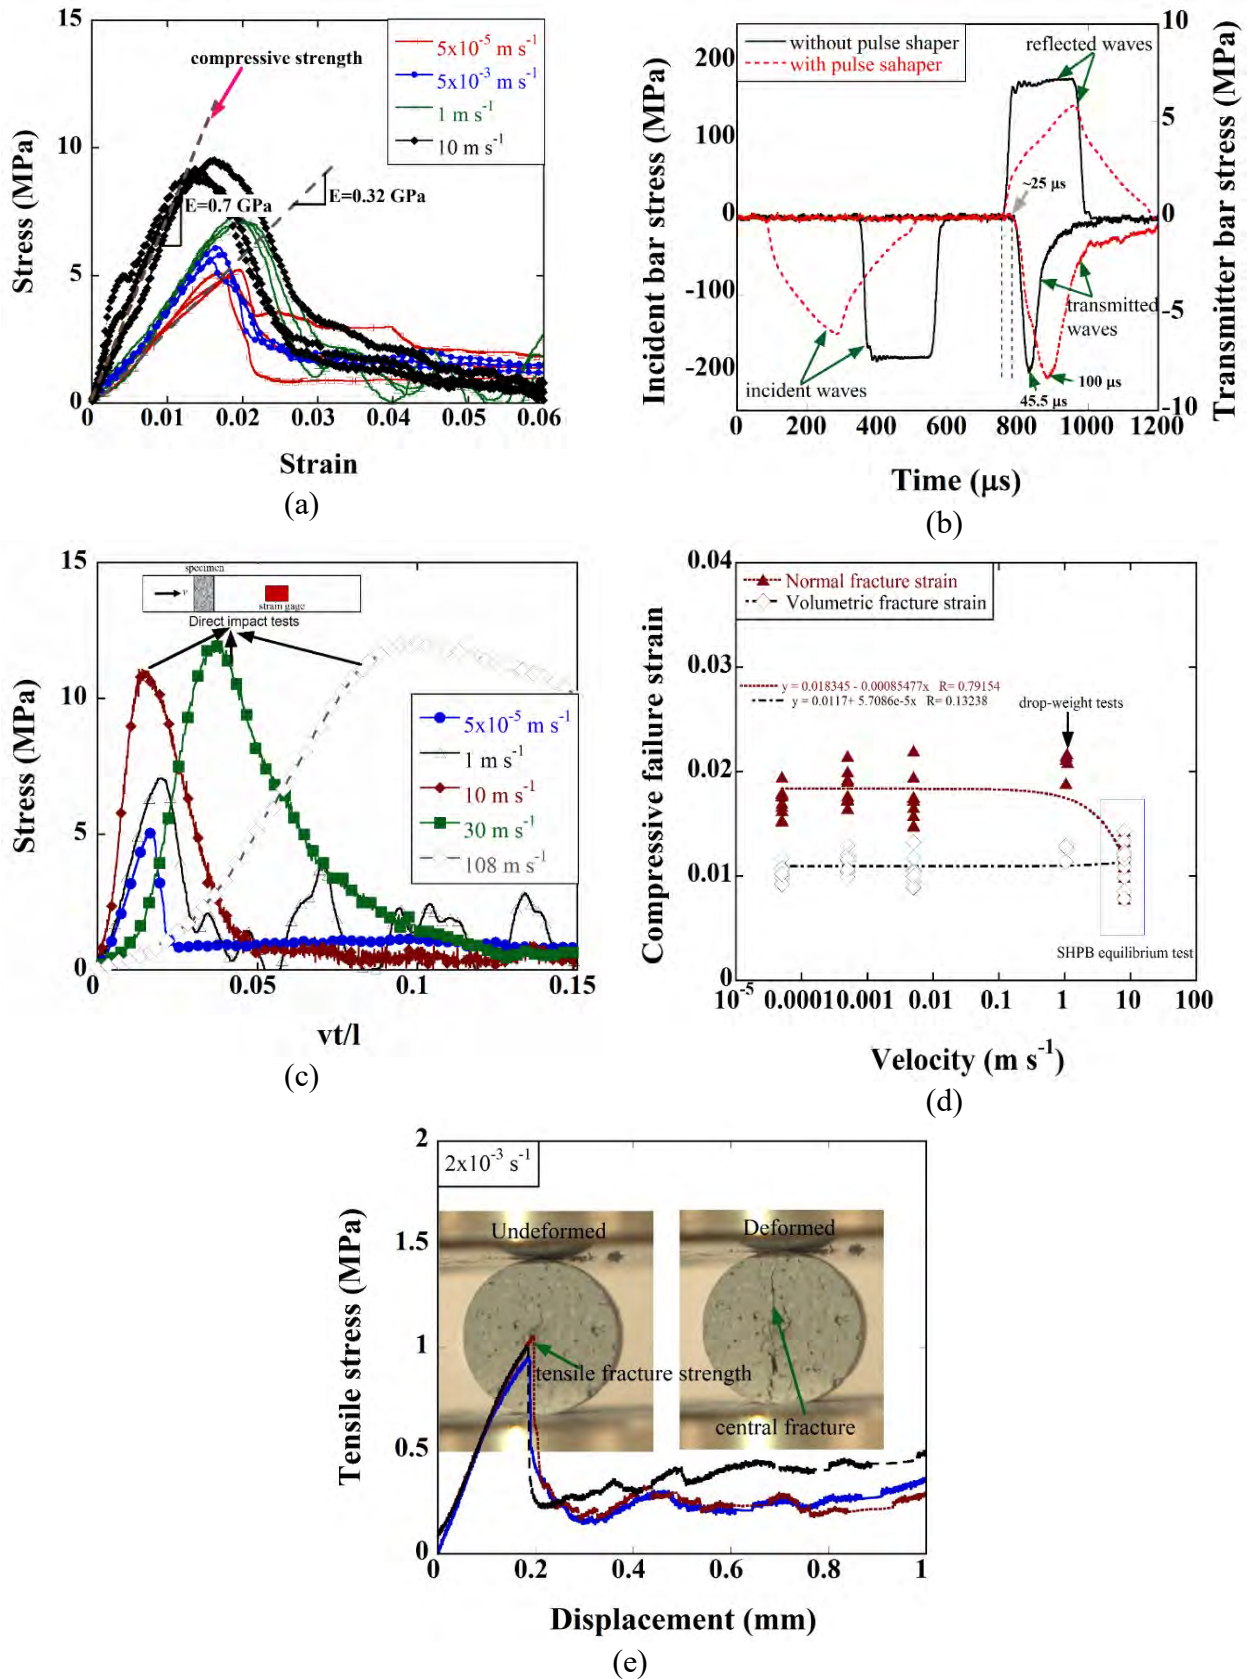 15
10
5
0
Stress (MPa)
compressive strength
5x10⁻⁵ m s⁻¹
5x10⁻³ m s⁻¹
1 m s⁻¹
10 m s⁻¹
E=0.7 GPa
E=0.32 GPa
0 0.01 0.02 0.03 0.04 0.05 0.06
Strain
(a)
Incident bar stress (MPa)
200
100
0
-100
-200
without pulse shaper
with pulse sahaper
reflected waves
~25 µs
transmitted
waves
incident waves
100 µs
45.5 µs
10
5
0
-5
-10
Transmitter bar stress (MPa)
0 200 400 600 800 1000 1200
Time (µs)
(b)
15
10
5
0
Stress (MPa)
specimen
v
strain gage
Direct impact tests
5x10⁻⁵ m s⁻¹
1 m s⁻¹
10 m s⁻¹
30 m s⁻¹
108 m s⁻¹
0 0.05 0.1 0.15
vt/l
(c)
Compressive failure strain
0.04
0.03
0.02
0.01
0
Normal fracture strain
Volumetric fracture strain
y = 0.018345 - 0.00085477x R= 0.79154
y = 0.0117+ 5.7086e-5x R= 0.13238
drop-weight tests
SHPB equilibrium test
10⁻⁵ 0.0001 0.001 0.01 0.1 1 10 100
Velocity (m s⁻¹)
(d)
Tensile stress (MPa)
2
1.5
1
0.5
0
2x10⁻³ s⁻¹
Undeformed
Deformed
tensile fracture strength
central fracture
0 0.2 0.4 0.6 0.8 1
Displacement (mm)
(e)